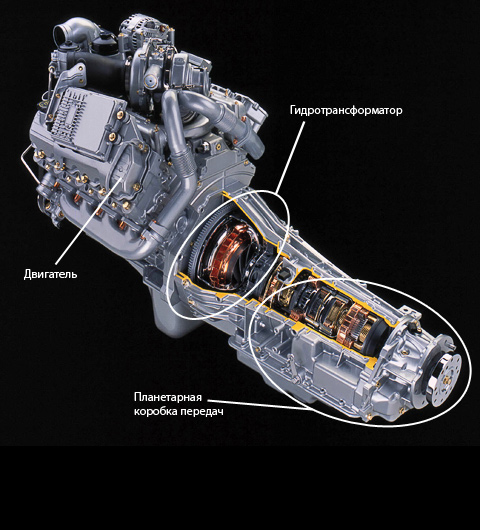 Гидротрансформатор
Двигатель
Планетарная
коробка передач